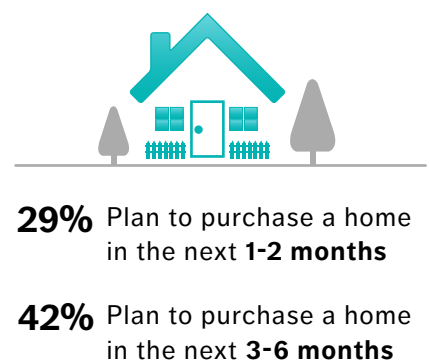 29% Plan to purchase a home
in the next 1-2 months
42% Plan to purchase a home
in the next 3-6 months